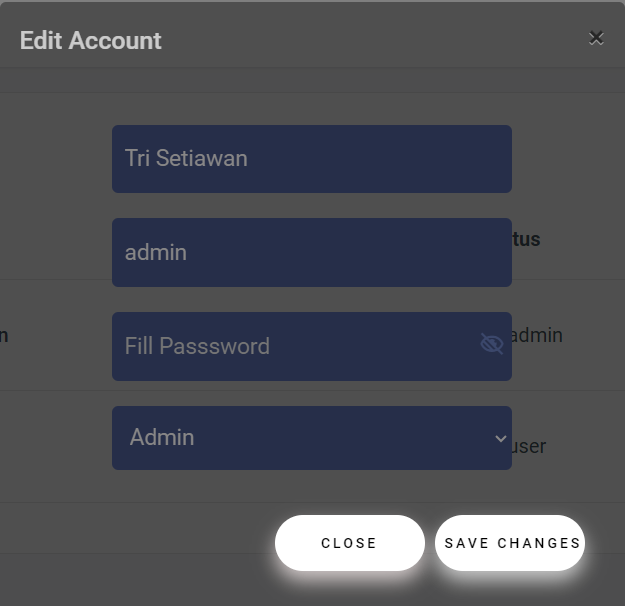 Edit Account
×
Tri Setiawan
admin
tus
Fill Passsword
n
admin
Admin
user
CLOSE
SAVE CHANGES